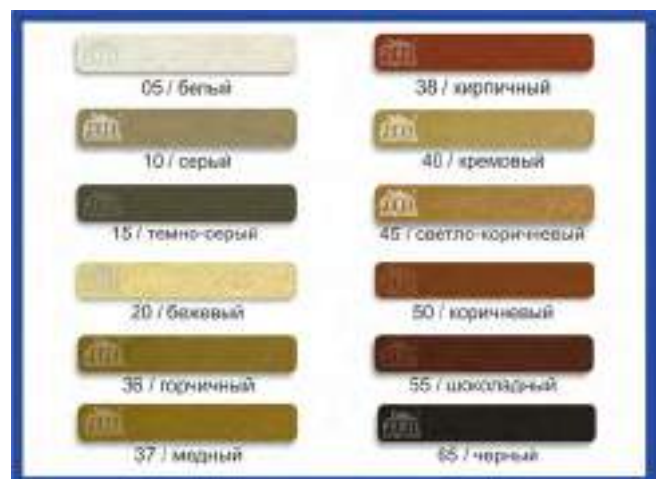 05 / белый
38 / кирпичный
10 / серый
40 / кремовый
15 / темно-серый
45 / светло-коричневый
20 / бежевый
50 / коричневый
36 / горчичный
55 / шоколадный
37 / медный
65 / черный